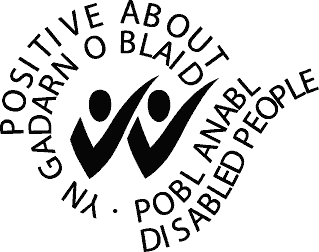 POSITIVE ABOUT
DISABLED PEOPLE
YN GADARN O BLAID
· POBL ANABL